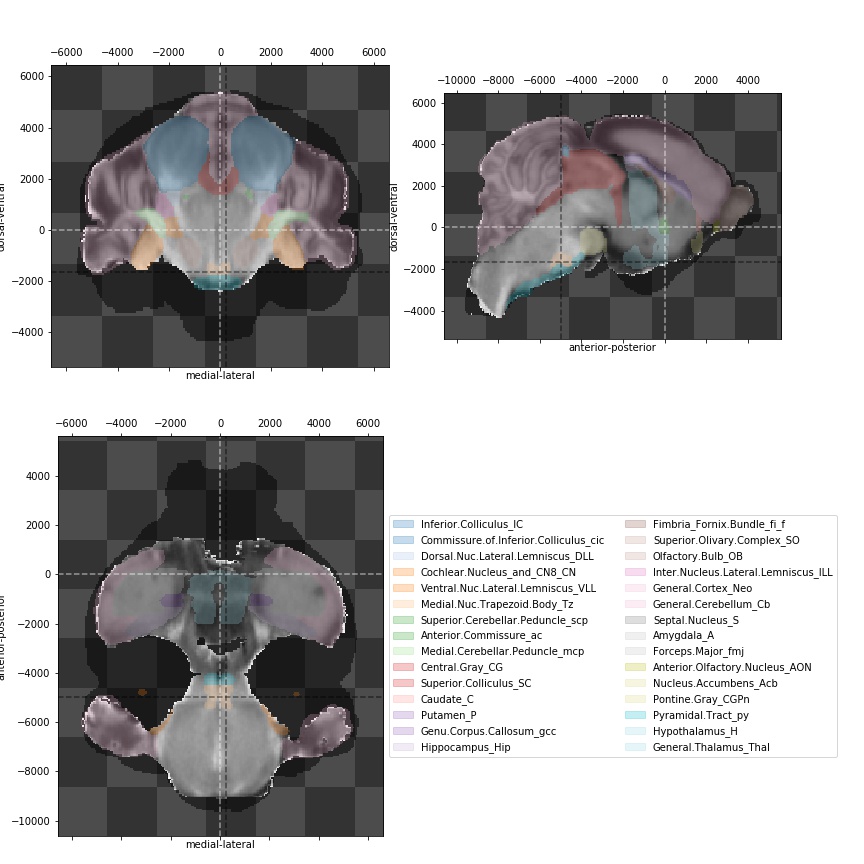 −6000 −4000 −2000 0 2000 4000 6000
6000
4000
2000
0
−2000
−4000
dorsal-ventral
medial-lateral
−10000 −8000 −6000 −4000 −2000 0 2000 4000
6000
4000
2000
0
−2000
−4000
dorsal-ventral
anterior-posterior
−6000 −4000 −2000 0 2000 4000 6000
4000
2000
0
−2000
−4000
−6000
−8000
−10000
anterior-posterior
medial-lateral
Inferior.Colliculus_IC
Commissure.of.Inferior.Colliculus_cic
Dorsal.Nuc.Lateral.Lemniscus_DLL
Cochlear.Nucleus_and_CN8_CN
Ventral.Nuc.Lateral.Lemniscus_VLL
Medial.Nuc.Trapezoid.Body_Tz
Superior.Cerebellar.Peduncle_scp
Anterior.Commissure_ac
Medial.Cerebellar.Peduncle_mcp
Central.Gray_CG
Superior.Colliculus_SC
Caudate_C
Putamen_P
Genu.Corpus.Callosum_gcc
Hippocampus_Hip
Fimbria_Fornix.Bundle_fi_f
Superior.Olivary.Complex_SO
Olfactory.Bulb_OB
Inter.Nucleus.Lateral.Lemniscus_ILL
General.Cortex_Neo
General.Cerebellum_Cb
Septal.Nucleus_S
Amygdala_A
Forceps.Major_fmj
Anterior.Olfactory.Nucleus_AON
Nucleus.Accumbens_Acb
Pontine.Gray_CGPn
Pyramidal.Tract_py
Hypothalamus_H
General.Thalamus_Thal